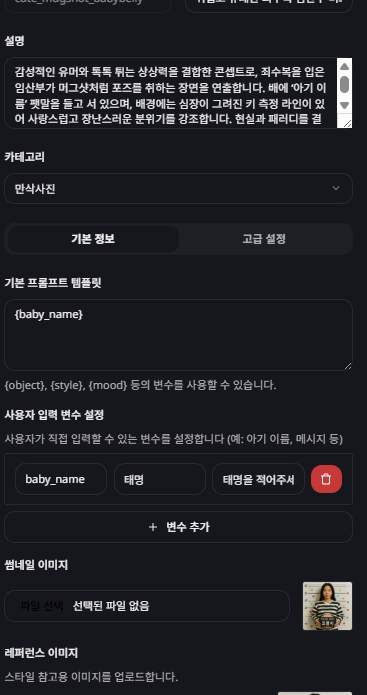 cute_mugshot_babybelly
설명
감성적인 유머와 톡톡 튀는 상상력을 결합한 콘셉트로, 죄수복을 입은
임산부가 머그샷처럼 포즈를 취하는 장면을 연출합니다. 배에 '아기 이
름' 팻말을 들고 서 있으며, 배경에는 심장이 그려진 키 측정 라인이 있
어 사랑스럽고 장난스러운 분위기를 강조합니다. 현실과 패러디를 결
카테고리
만삭사진
기본 정보 고급 설정
기본 프롬프트 템플릿
{baby_name}
{object}, {style}, {mood} 등의 변수를 사용할 수 있습니다.
사용자 입력 변수 설정
사용자가 직접 입력할 수 있는 변수를 설정합니다 (예: 아기 이름, 메시지 등)
baby_name 태명 태명을 적어주세
+ 변수 추가
썸네일 이미지
파일 선택 선택된 파일 없음
레퍼런스 이미지
스타일 참고용 이미지를 업로드합니다.